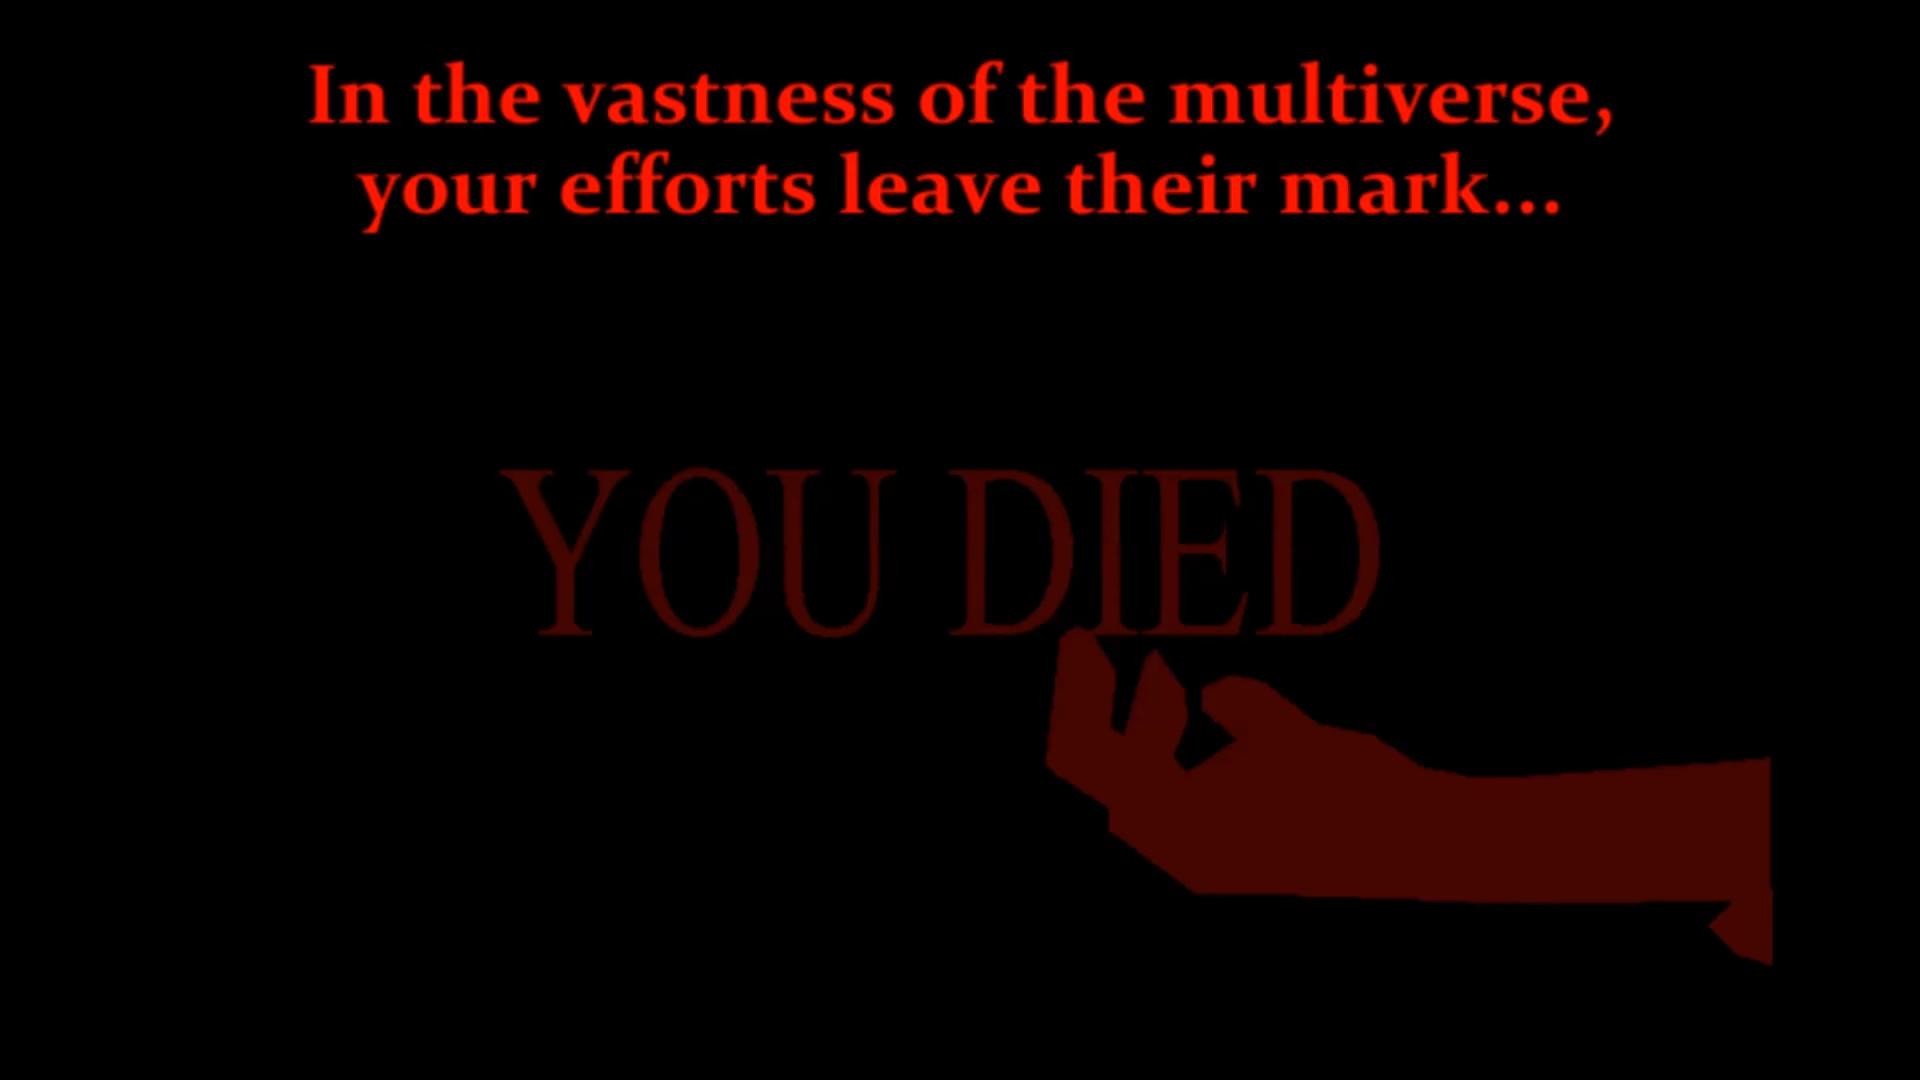 In the vastness of the multiverse,
your efforts leave their mark...
YOU DIED